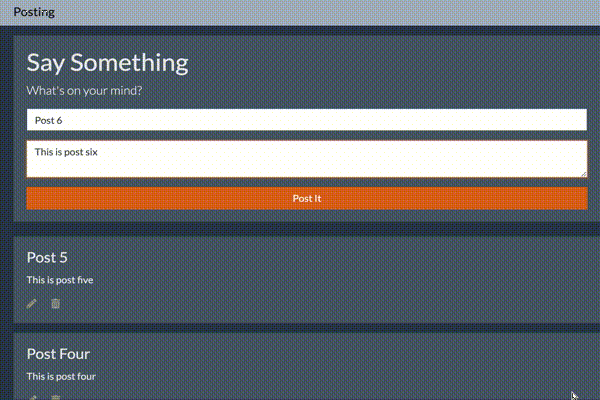 Posting
Say Something
What's on your mind?
Post 6
This is post six
Post It
Post 5
This is post five
Post Four
This is post four